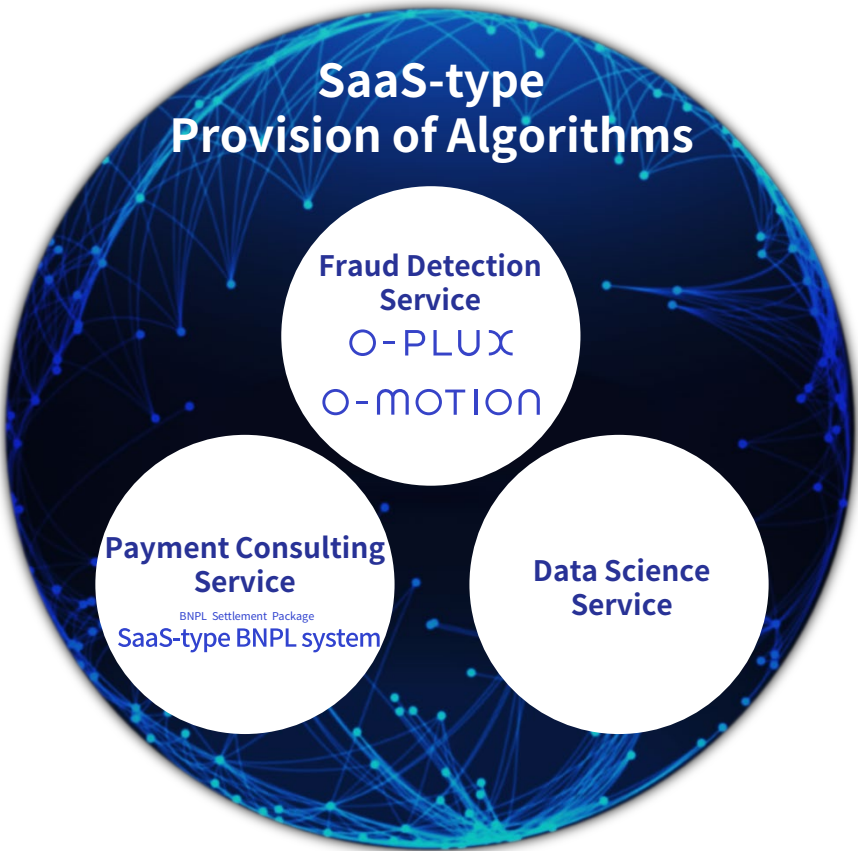 SaaS-type
Provision of Algorithms
Fraud Detection
Service
O-PLUX
O-MOTION
Payment Consulting
Service
BNPL Settlement Package
SaaS-type BNPL system
Data Science
Service